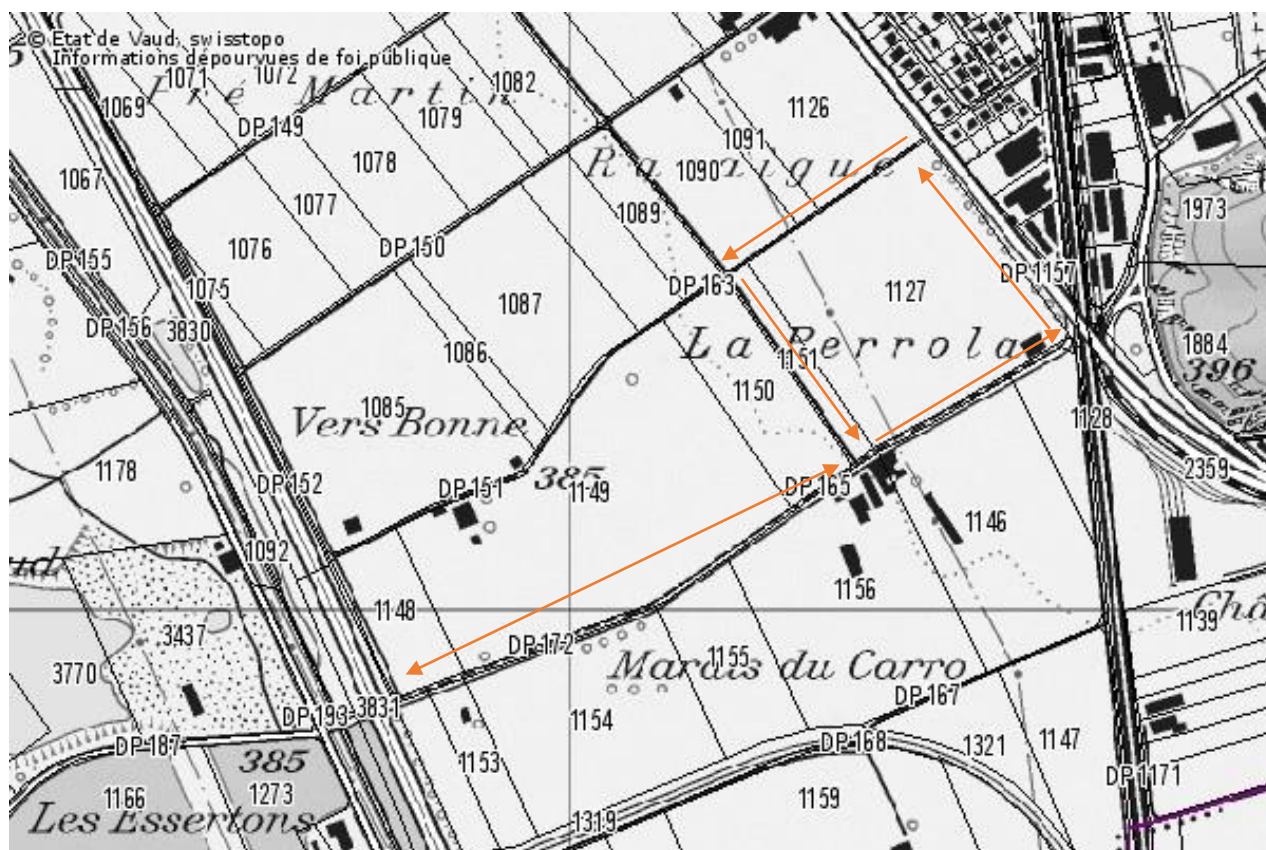 © Etat de Vaud, swisstopo
Informations dépourvues de foi publique
1071
1072
1069
Pré Martin
1082
1079
DP 149
1078
1067
1077
1076
DP 155
DP 150
1075
DP 156
3830
1087
1086
1085
Vers Bonne
1126
1091
1090
1089
DP 163
1127
DP 1157
1973
La Perrola
1151
1150
1884
396
1128
2359
1178
DP 152
DP 151
385
1149
DP 165
1146
1092
1148
1156
3437
3770
DP 172
1155
Marais du Carro
1139
DP 167
DP 193
3831
1154
DP 187
385
1153
DP 168
1321
1147
DP 1171
1166
1273
Les Essertons
1319
1159